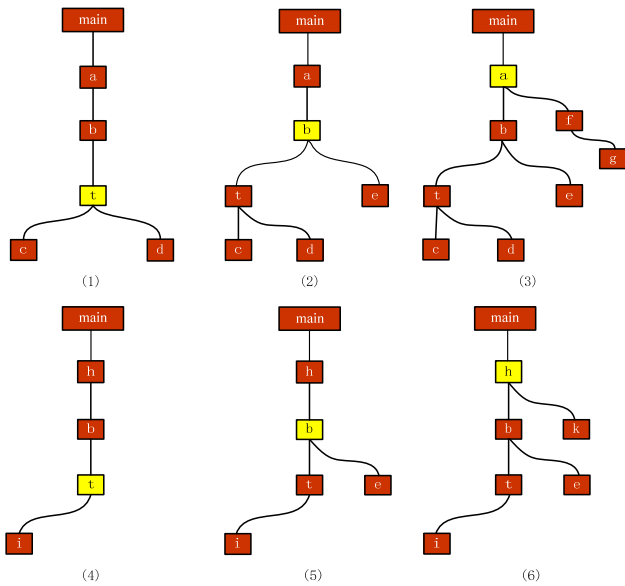 main main main
a a a
f
b b b
g
t t e t e
c d c d c d
(1) (2) (3)
main main main
h h h
b b b k
t t e t e
i i i
(4) (5) (6)